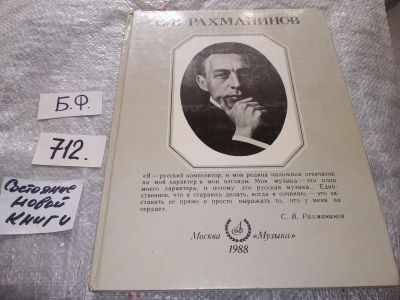 С.В. РАХМАНИНОВ
Б.Ф.
712.
Состояние
новой
книги
«Я — русский композитор, и моя родина наложила отпечаток
на мой характер и мои взгляды. Моя музыка — это плод
моего характера, и потому это русская музыка... Един-
ственное, что я стараюсь делать, когда я сочиняю, — это за-
ставить ее прямо и просто выражать то, что у меня на
сердце».
С. В. Рахманинов
Москва «Музыка»
1988